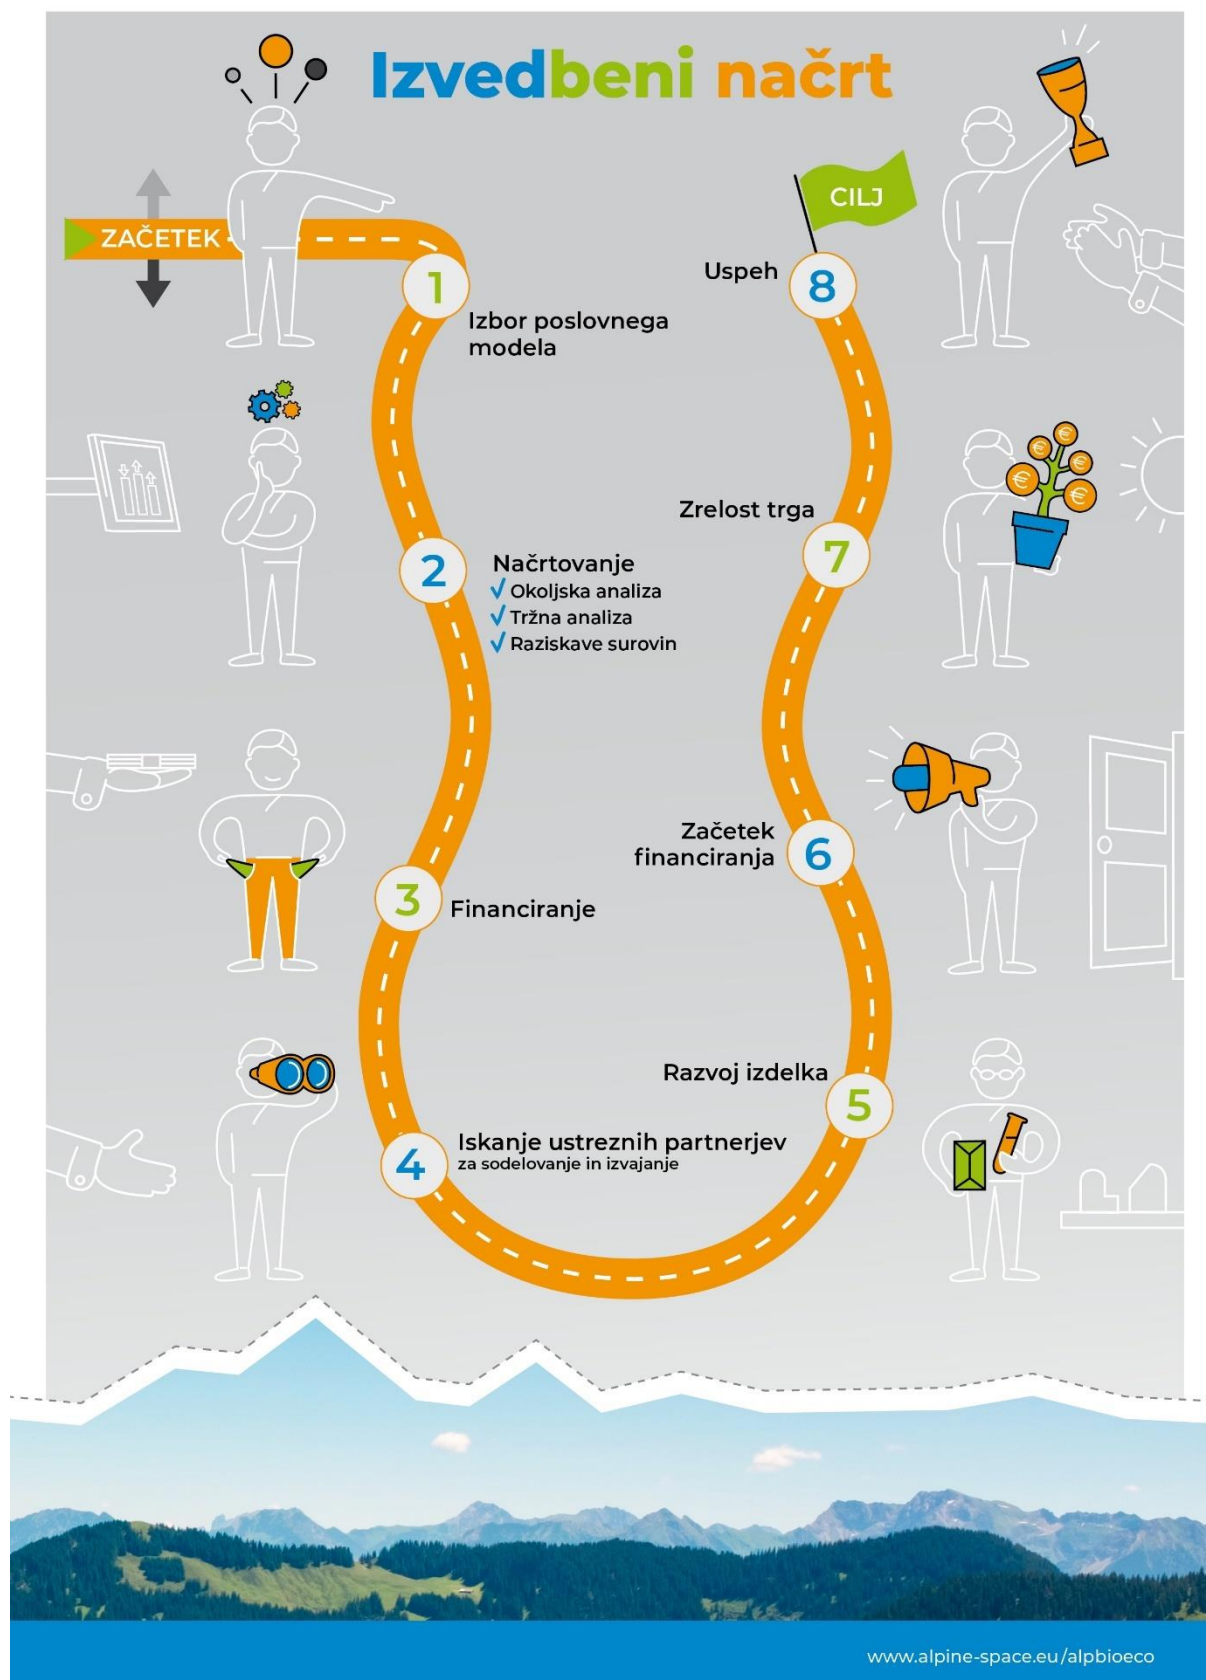 Izvedbeni načrt
ZAČETEK
1
Izbor poslovnega
modela
2
Načrtovanje
Okoljska analiza
Tržna analiza
Raziskave surovin
3
Financiranje
4
Iskanje ustreznih partnerjev
za sodelovanje in izvajanje
5
Razvoj izdelka
6
Začetek
financiranja
7
Zrelost trga
8
Uspeh
CILJ
€
€
€
€
€
www.alpine-space.eu/alpbioeco